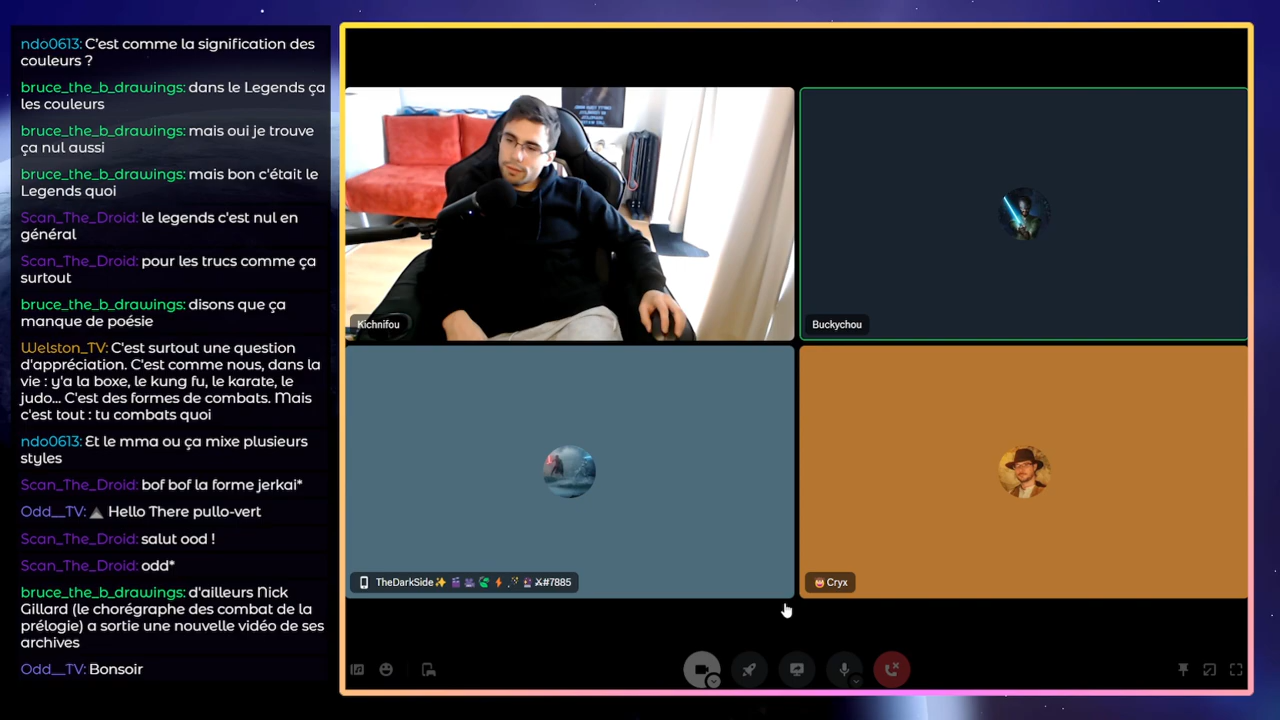 ndo0613: C'est comme la signification des
couleurs ?
bruce_the_b_drawings: dans le Legends ça
les couleurs
bruce_the_b_drawings: mais oui je trouve
ça nul aussi
bruce_the_b_drawings: mais bon c'était le
Legends quoi
Scan_The_Droid: le legends c'est nul en
général
Scan_The_Droid: pour les trucs comme ça
surtout
bruce_the_b_drawings: disons que ça
manque de poésie
Welston_TV: C'est surtout une question
d'appréciation. C'est comme nous, dans la
vie : y'a la boxe, le kung fu, le karate, le
judo... C'est des formes de combats. Mais
c'est tout : tu combats quoi
ndo0613: Et le mma ou ça mixe plusieurs
styles
Scan_The_Droid: bof bof la forme jerkai*
Odd__TV: Hello There pullo-vert
Scan_The_Droid: salut ood !
Scan_The_Droid: odd*
bruce_the_b_drawings: d'ailleurs Nick
Gillard (le chorégraphe des combat de la
prélogie) a sortie une nouvelle vidéo de ses
archives
Odd__TV: Bonsoir
Kichnifou
Buckychou
TheDarkSide #7885
Cryx